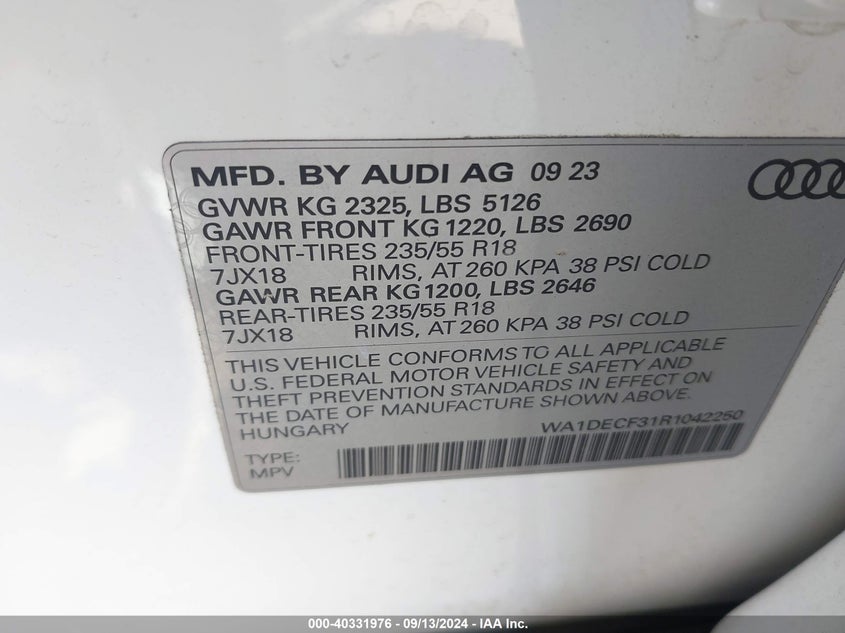 MFD. BY AUDI AG 09 23
GVWR KG 2325, LBS 5126
GAWR FRONT KG 1220, LBS 2690
FRONT-TIRES 235/55 R18
7JX18 RIMS, AT 260 KPA 38 PSI COLD
GAWR REAR KG 1200, LBS 2646
REAR-TIRES 235/55 R18
7JX18 RIMS, AT 260 KPA 38 PSI COLD
THIS VEHICLE CONFORMS TO ALL APPLICABLE
U.S. FEDERAL MOTOR VEHICLE SAFETY AND
THEFT PREVENTION STANDARDS IN EFFECT ON
THE DATE OF MANUFACTURE SHOWN ABOVE.
HUNGARY WA1DECF31R1042250
TYPE:
MPV
000-40331976 - 09/13/2024 - IAA Inc.